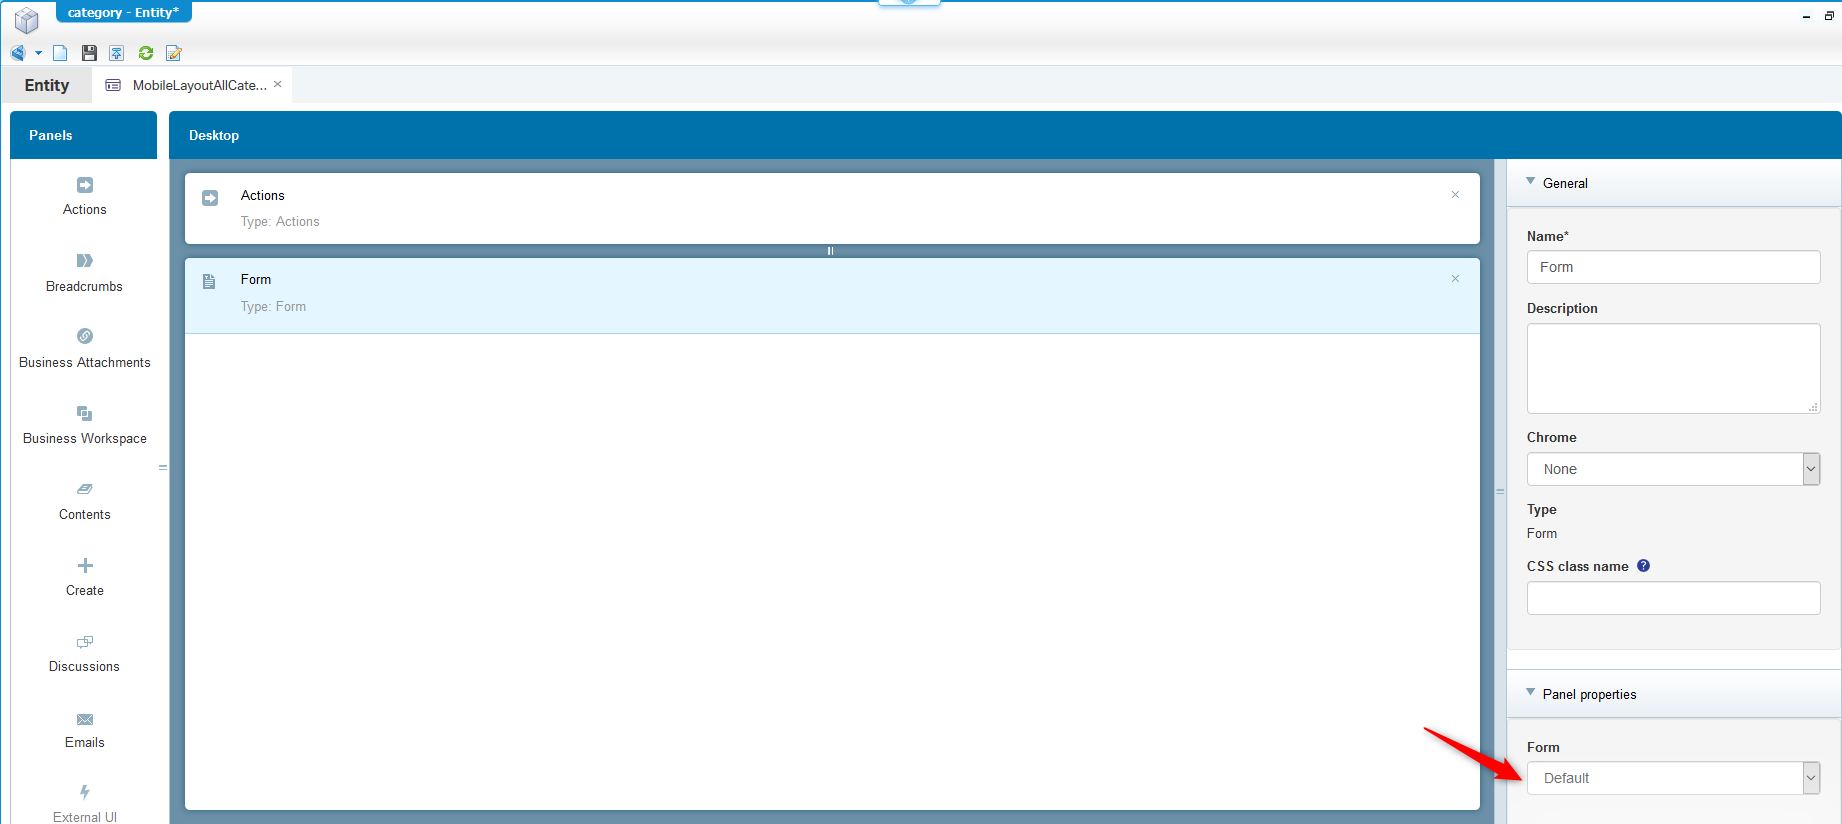 category - Entity*
Entity
MobileLayoutAllCate...
Panels
Desktop
Actions
Breadcrumbs
Business Attachments
Business Workspace
Contents
Create
Discussions
Emails
External UI
Actions
Type: Actions
Form
Type: Form
General
Name*
Form
Description
Chrome
None
Type
Form
CSS class name
Panel properties
Form
Default